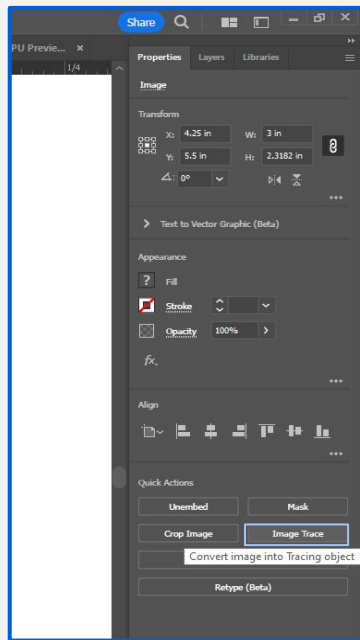 Share
PU Previe... ×
1/4
Properties Layers Libraries
Image
Transform
X: 4.25 in W: 3 in
Y: 5.5 in H: 2.3182 in
0°
Text to Vector Graphic (Beta)
Appearance
? Fill
Stroke
Opacity 100%
fx.
Align
Quick Actions
Unembed Mask
Crop Image Image Trace
Convert image into Tracing object
Retype (Beta)